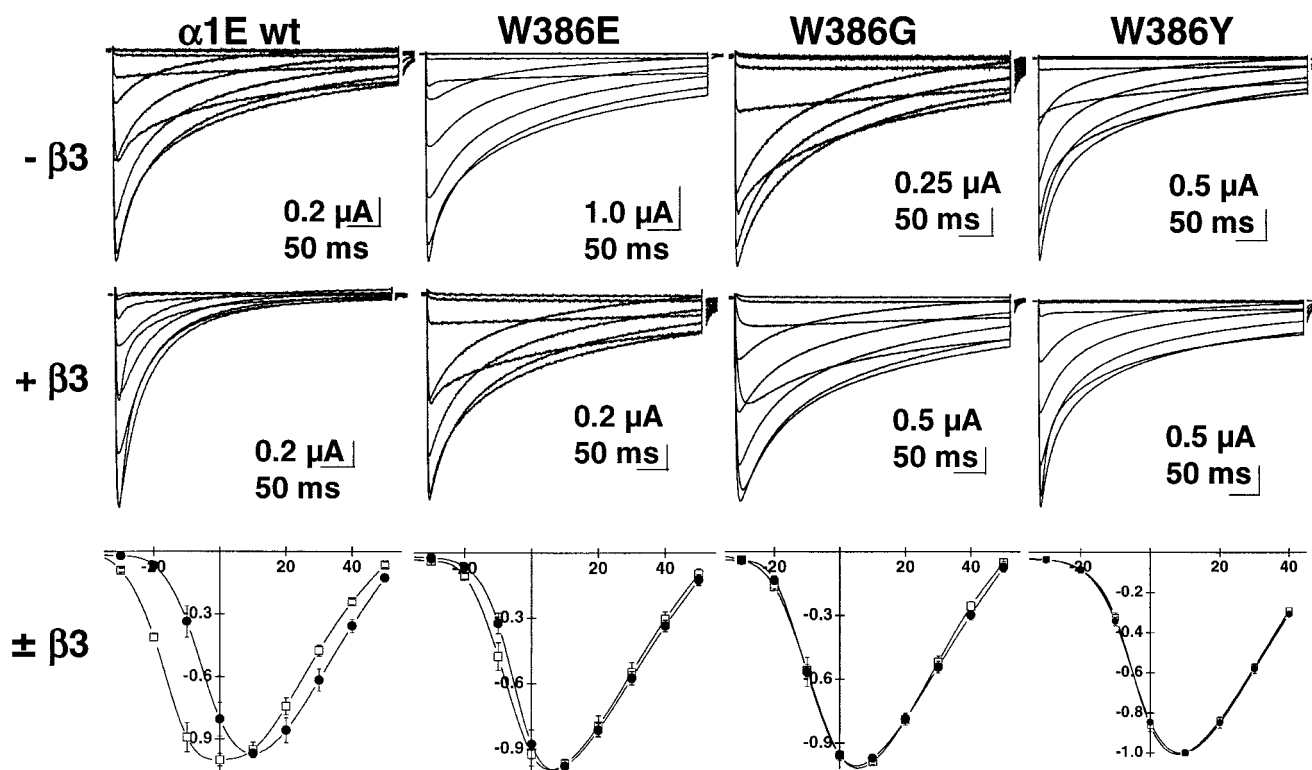 α1E wt W386E W386G W386Y
- β3
0.2 µA 1.0 µA 0.25 µA 0.5 µA
50 ms 50 ms 50 ms 50 ms
+ β3
0.2 µA 0.2 µA 0.5 µA 0.5 µA
50 ms 50 ms 50 ms 50 ms
± β3
20 40 20 40 -20 20 40 -20 20 40
-0.3 -0.3 -0.3 -0.2
-0.4
-0.6 -0.6 -0.6 -0.6
-0.8
-0.9 -0.9 -0.9 -1.0